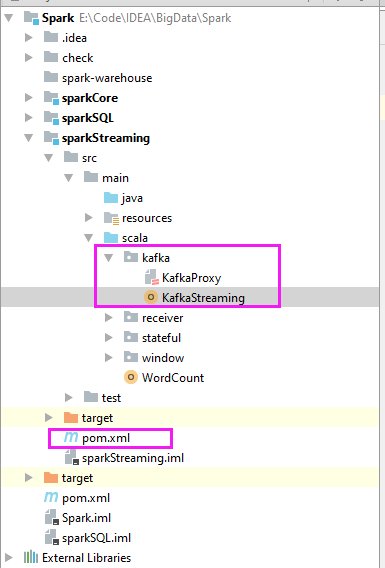 Spark E:\Code\IDEA\BigData\Spark
.idea
check
spark-warehouse
sparkCore
sparkSQL
sparkStreaming
src
main
java
resources
scala
kafka
KafkaProxy
KafkaStreaming
receiver
stateful
window
WordCount
test
target
pom.xml
sparkStreaming.iml
target
pom.xml
Spark.iml
sparkSQL.iml
External Libraries